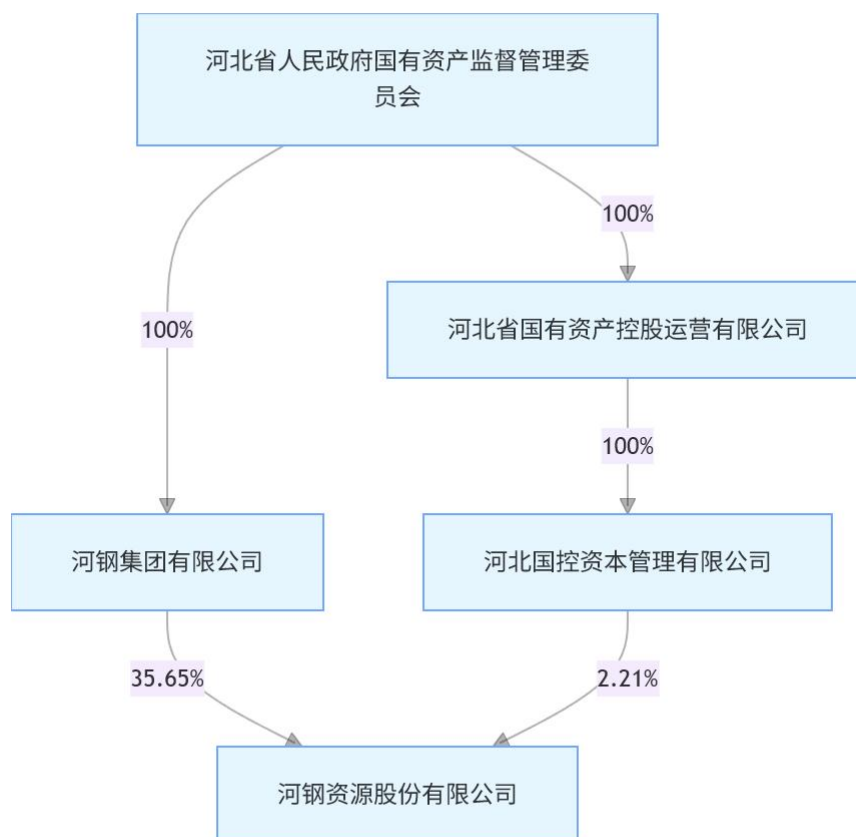 河北省人民政府国有资产监督管理委
员会
100%
河北省国有资产控股运营有限公司
100%
100%
河钢集团有限公司
河北国控资本管理有限公司
35.65%
2.21%
河钢资源股份有限公司